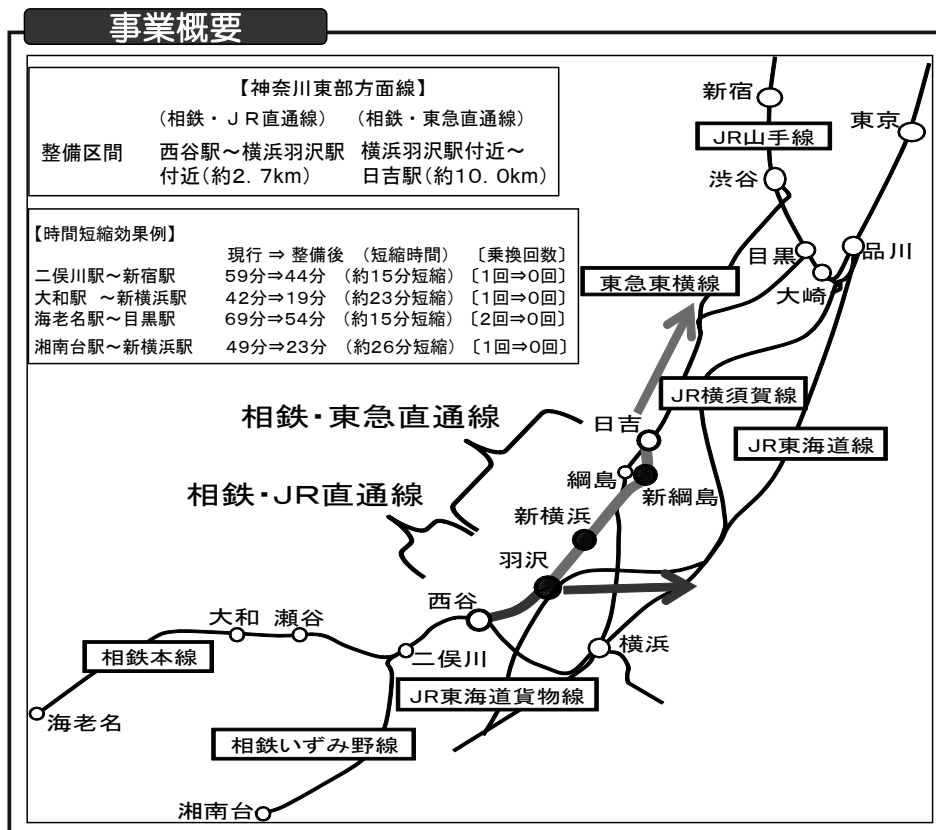 事業概要
【神奈川東部方面線】
(相鉄・JR直通線) (相鉄・東急直通線)
整備区間 西谷駅~横浜羽沢駅 横浜羽沢駅付近~
付近(約2.7km) 日吉駅(約10.0km)
【時間短縮効果例】
現行⇒整備後 (短縮時間) 〔乗換回数〕
二俣川駅~新宿駅 59分⇒44分 (約15分短縮) 〔1回⇒0回〕
大和駅 ~新横浜駅 42分⇒19分 (約23分短縮) 〔1回⇒0回〕
海老名駅~目黒駅 69分⇒54分 (約15分短縮) 〔2回⇒0回〕
湘南台駅~新横浜駅 49分⇒23分 (約26分短縮) 〔1回⇒0回〕
新宿
東京
JR山手線
渋谷
目黒
品川
大崎
東急東横線
JR横須賀線
相鉄・東急直通線
日吉
JR東海道線
綱島
新綱島
相鉄・JR直通線
新横浜
羽沢
西谷
大和
瀬谷
二俣川
横浜
相鉄本線
JR東海道貨物線
海老名
相鉄いずみ野線
湘南台